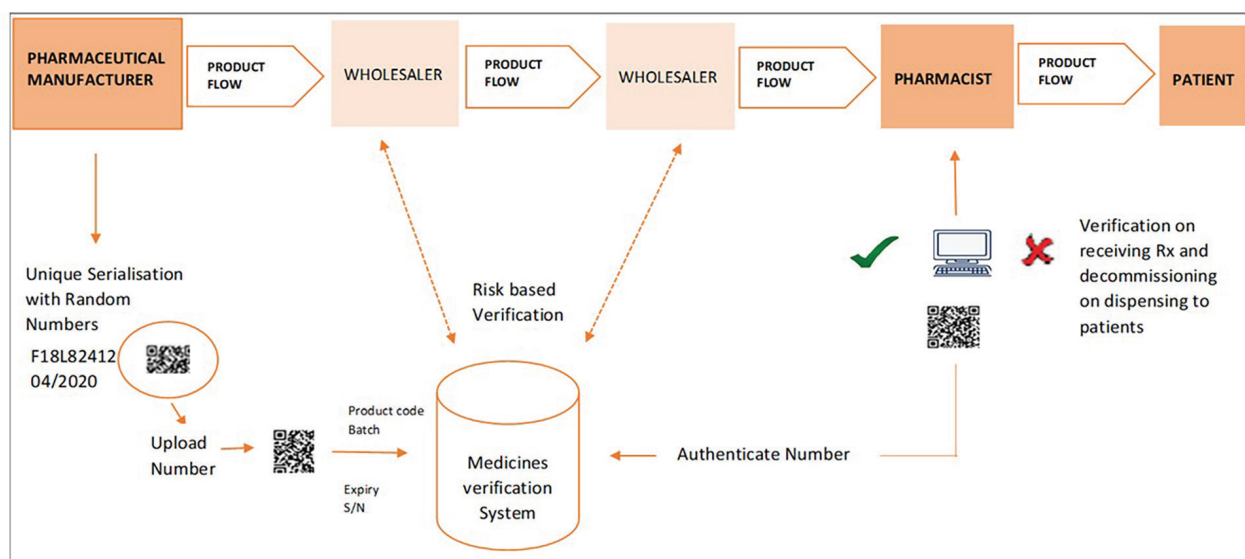 PHARMACEUTICAL
MANUFACTURER
PRODUCT
FLOW
WHOLESALER
PRODUCT
FLOW
WHOLESALER
PRODUCT
FLOW
PHARMACIST
PRODUCT
FLOW
PATIENT
Unique Serialisation
with Random
Numbers
F18L82412
04/2020
Upload
Number
Product code
Batch
Expiry
S/N
Risk based
Verification
Medicines
verification
System
Authenticate Number
Verification on
receiving Rx and
decommissioning
on dispensing to
patients